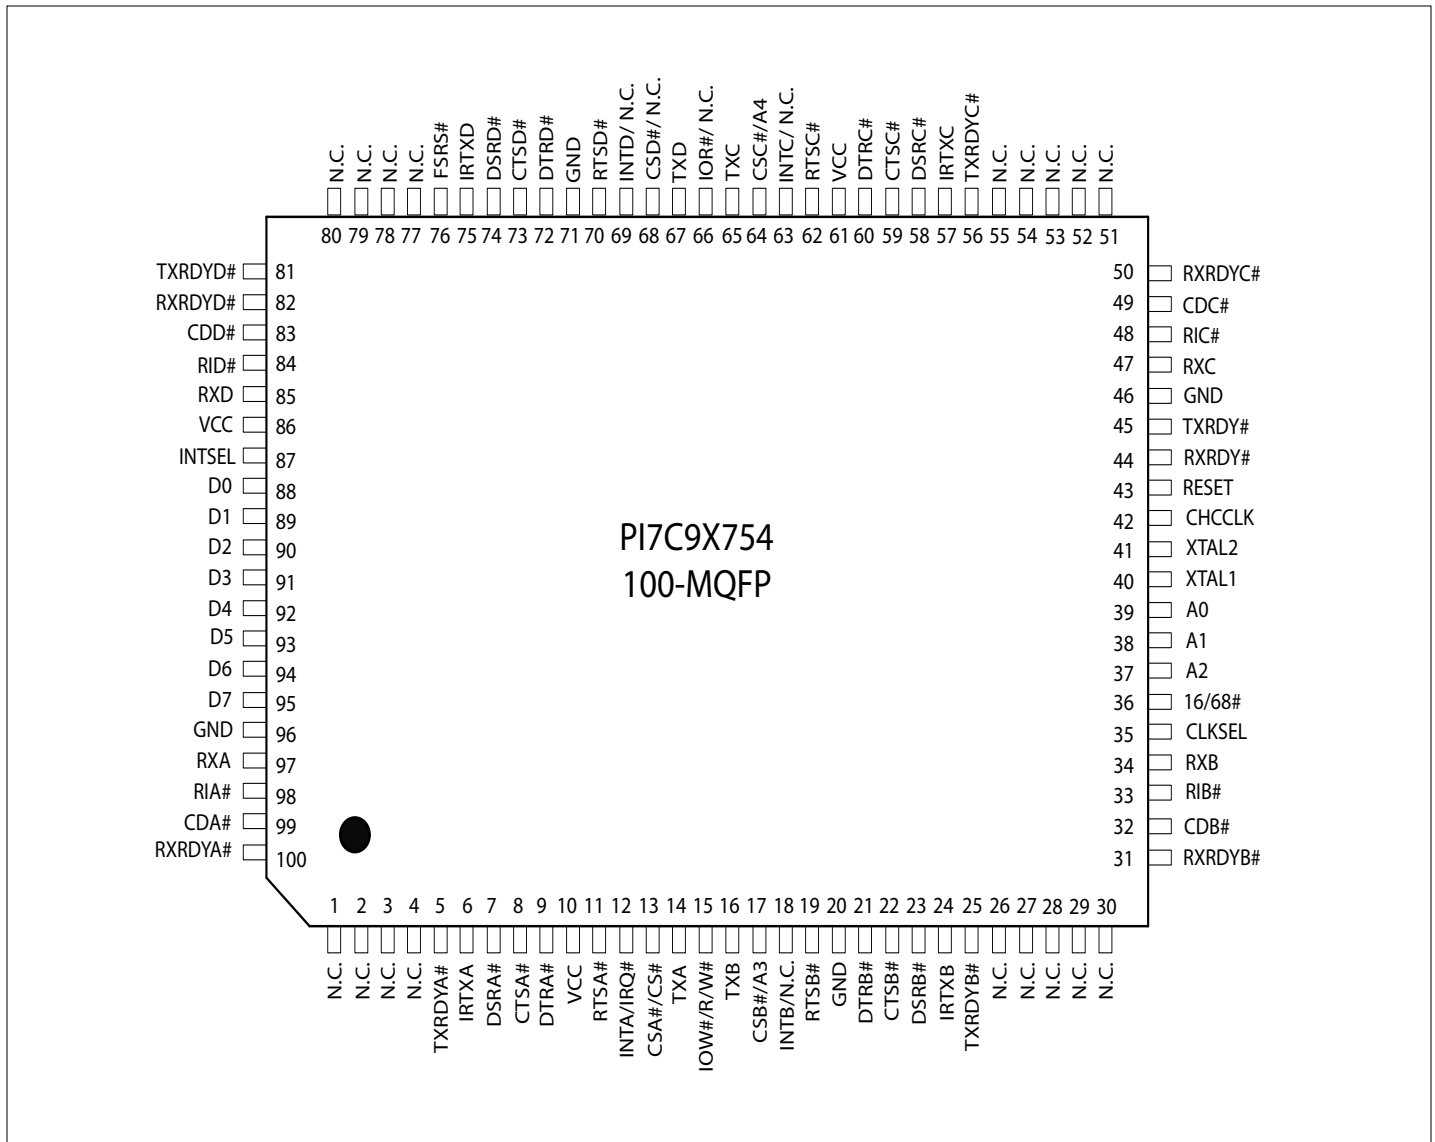 N.C. N.C. N.C. N.C. FSRS# IRTXD DSRD# CTSD# DTRD# GND RTSD# INTD/ N.C. CSD#/ N.C. TXD IOR#/ N.C. TXC CSC#/A4 INTC/ N.C. RTSC# VCC DTRC# CTSC# DSRC# IRTXC TXRDYC# N.C. N.C. N.C. N.C. N.C.
80 79 78 77 76 75 74 73 72 71 70 69 68 67 66 65 64 63 62 61 60 59 58 57 56 55 54 53 52 51
TXRDYD# 81 50 RXRDYC#
RXRDYD# 82 49 CDC#
CDD# 83 48 RIC#
RID# 84 47 RXC
RXD 85 46 GND
VCC 86 45 TXRDY#
INTSEL 87 44 RXRDY#
D0 88 43 RESET
D1 89 42 CHCCLK
PI7C9X754
D2 90 41 XTAL2
D3 91 40 XTAL1
100-MQFP
D4 92 39 A0
D5 93 38 A1
D6 94 37 A2
D7 95 36 16/68#
GND 96 35 CLKSEL
RXA 97 34 RXB
RIA# 98 33 RIB#
CDA# 99 32 CDB#
RXRDYA# 100 31 RXRDYB#
1 2 3 4 5 6 7 8 9 10 11 12 13 14 15 16 17 18 19 20 21 22 23 24 25 26 27 28 29 30
N.C. N.C. N.C. N.C. TXRDYA# IRTXA DSRA# CTSA# DTRA# VCC RTSA# INTA/IRQ# CSA#/CS# TXA IOW#/R/W# TXB CSB#/A3 INTB/N.C. RTSB# GND DTRB# CTSB# DSRB# IRTXB TXRDYB# N.C. N.C. N.C. N.C. N.C.